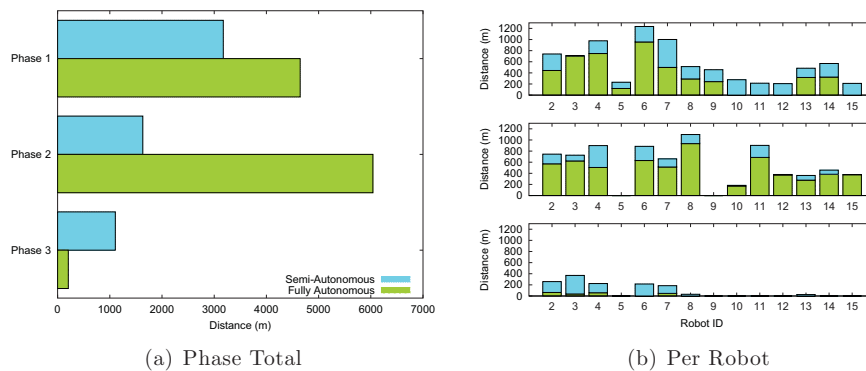 Phase 1
Phase 2
Phase 3
Semi-Autonomous
Fully Autonomous
0 1000 2000 3000 4000 5000 6000 7000
Distance (m)
(a) Phase Total
Distance (m)
1200
1000
800
600
400
200
0
2 3 4 5 6 7 8 9 10 11 12 13 14 15
Distance (m)
1200
1000
800
600
400
200
0
2 3 4 5 6 7 8 9 10 11 12 13 14 15
Distance (m)
1200
1000
800
600
400
200
0
2 3 4 5 6 7 8 9 10 11 12 13 14 15
Robot ID
(b) Per Robot